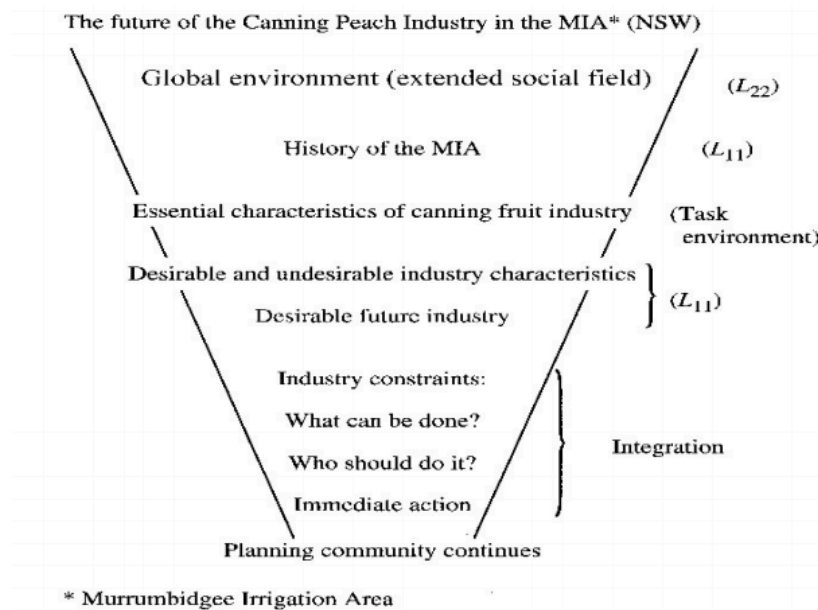 The future of the Canning Peach Industry in the MIA* (NSW)
Global environment (extended social field)
(L22)
History of the MIA
(L11)
Essential characteristics of canning fruit industry
(Task
environment)
Desirable and undesirable industry characteristics
Desirable future industry
(L11)
Industry constraints:
What can be done?
Who should do it?
Immediate action
Integration
Planning community continues
* Murrumbidgee Irrigation Area